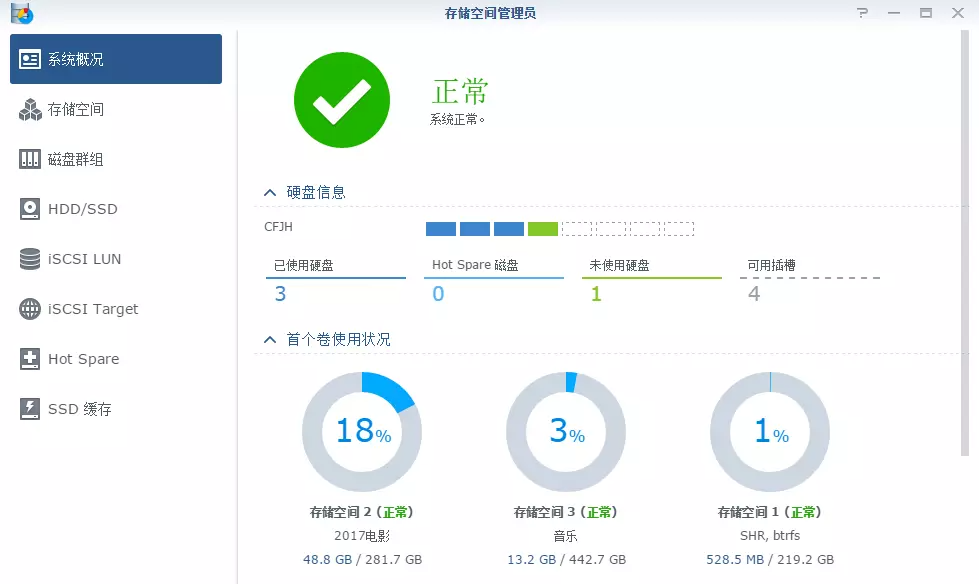 存储空间管理员
系统概况
存储空间
磁盘群组
HDD/SSD
iSCSI LUN
iSCSI Target
Hot Spare
SSD 缓存
正常
系统正常。
硬盘信息
CFJH
已使用硬盘 Hot Spare 磁盘 未使用硬盘 可用插槽
3 0 1 4
首个卷使用状况
18% 3% 1%
存储空间 2 (正常) 存储空间 3 (正常) 存储空间 1 (正常)
2017电影 音乐 SHR, btrfs
48.8 GB / 281.7 GB 13.2 GB / 442.7 GB 528.5 MB / 219.2 GB